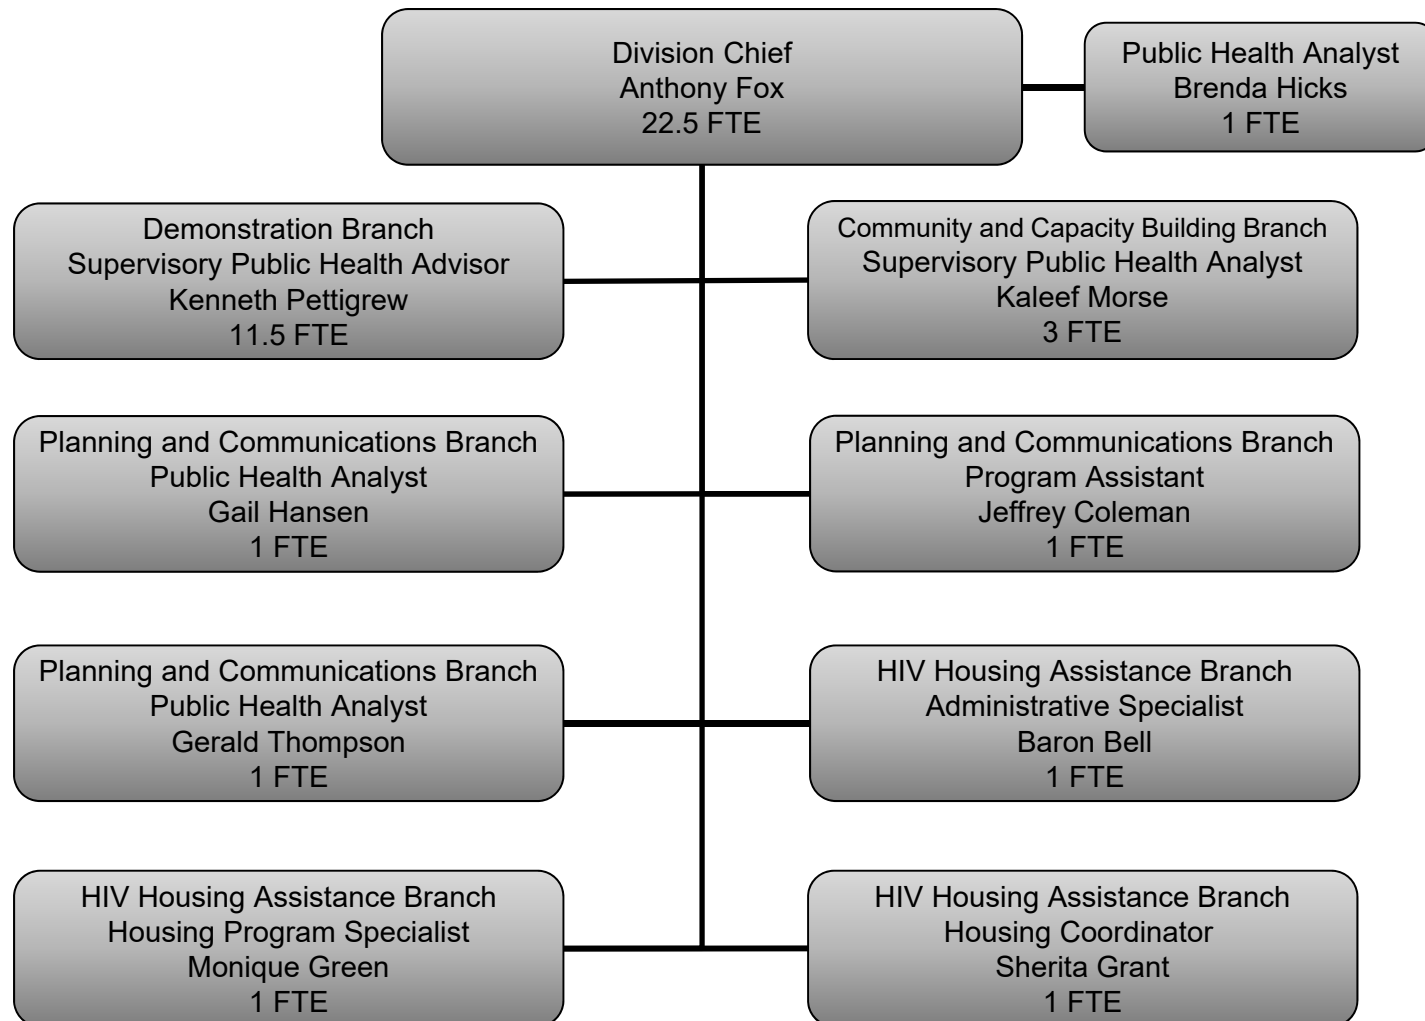 Division Chief
Anthony Fox
22.5 FTE
Public Health Analyst
Brenda Hicks
1 FTE
Demonstration Branch
Supervisory Public Health Advisor
Kenneth Pettigrew
11.5 FTE
Community and Capacity Building Branch
Supervisory Public Health Analyst
Kaleef Morse
3 FTE
Planning and Communications Branch
Public Health Analyst
Gail Hansen
1 FTE
Planning and Communications Branch
Program Assistant
Jeffrey Coleman
1 FTE
Planning and Communications Branch
Public Health Analyst
Gerald Thompson
1 FTE
HIV Housing Assistance Branch
Administrative Specialist
Baron Bell
1 FTE
HIV Housing Assistance Branch
Housing Program Specialist
Monique Green
1 FTE
HIV Housing Assistance Branch
Housing Coordinator
Sherita Grant
1 FTE